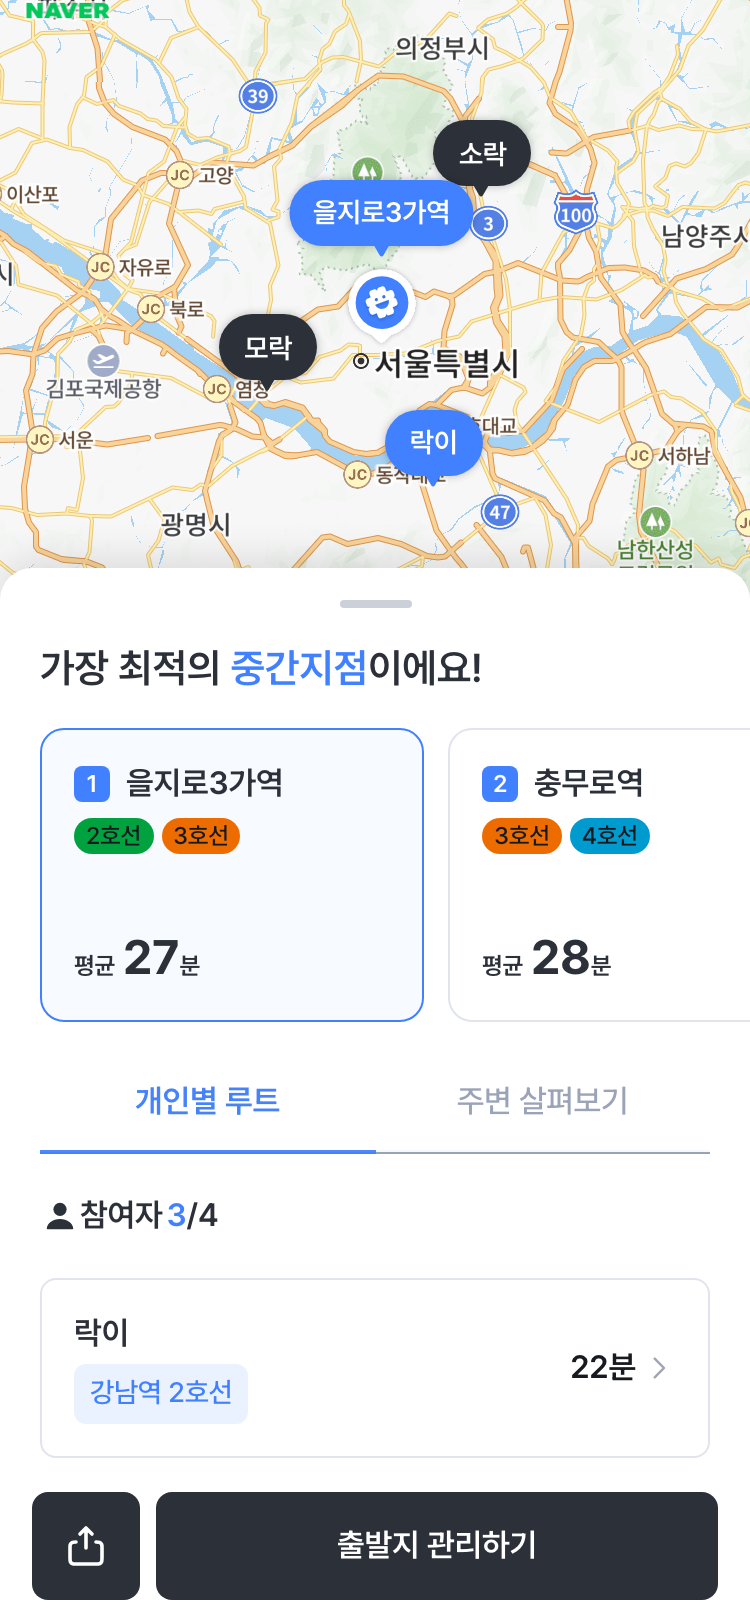 NAVER
의정부시
39
소락
JC 고양
이산포
을지로3가역
3
100
남양주시
JC 자유로
시
JC 북로
모락
서울특별시
김포국제공항
JC 염창
락이
대교
JC 서운
JC 서하남
JC 동작대교
47
JC
광명시
남한산성
가장 최적의 중간지점이에요!
1 을지로3가역
2호선 3호선
평균 27분
2 충무로역
3호선 4호선
평균 28분
개인별 루트
주변 살펴보기
참여자 3/4
락이
강남역 2호선
22분
출발지 관리하기